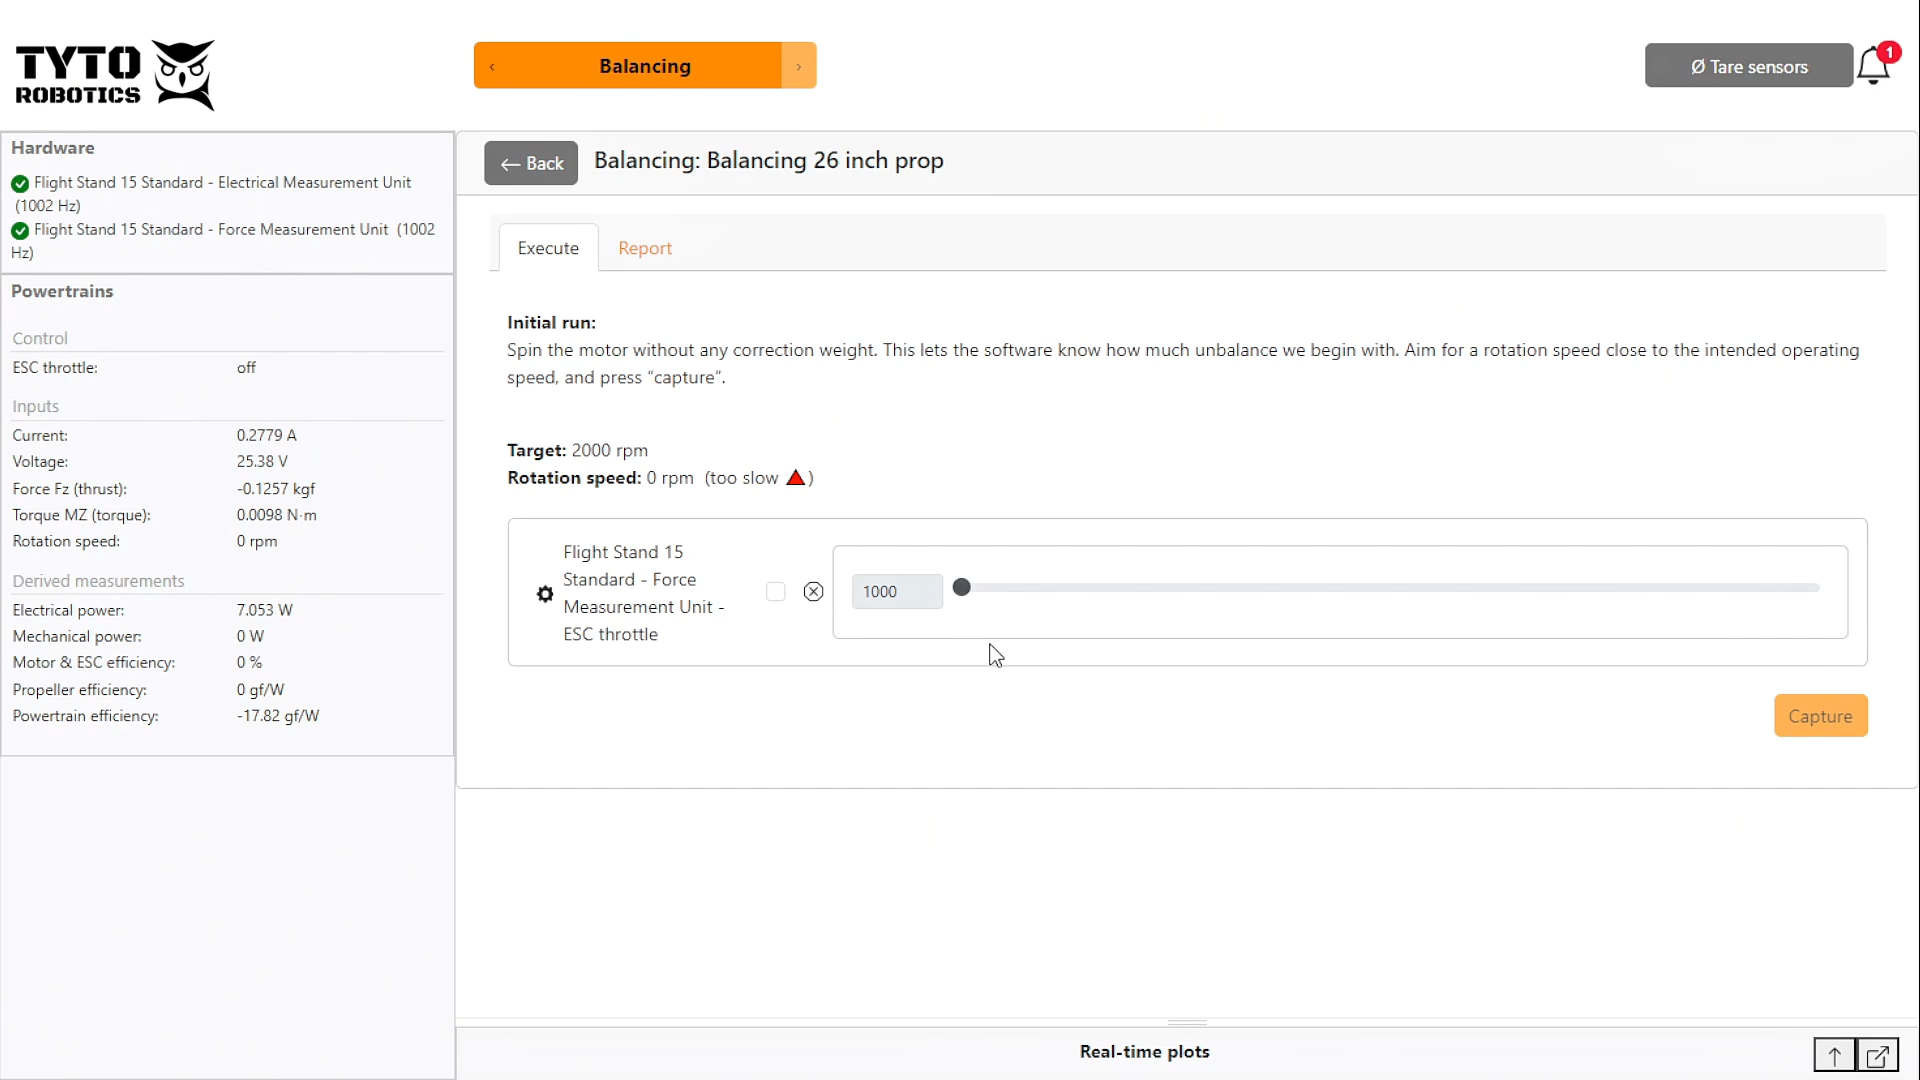 TYTO
ROBOTICS
‹ Balancing ›
Ø Tare sensors
1
Hardware
Flight Stand 15 Standard - Electrical Measurement Unit
(1002 Hz)
Flight Stand 15 Standard - Force Measurement Unit (1002
Hz)
Powertrains
Control
ESC throttle: off
Inputs
Current: 0.2779 A
Voltage: 25.38 V
Force Fz (thrust): -0.1257 kgf
Torque MZ (torque): 0.0098 N·m
Rotation speed: 0 rpm
Derived measurements
Electrical power: 7.053 W
Mechanical power: 0 W
Motor & ESC efficiency: 0 %
Propeller efficiency: 0 gf/W
Powertrain efficiency: -17.82 gf/W
← Back
Balancing: Balancing 26 inch prop
Execute
Report
Initial run:
Spin the motor without any correction weight. This lets the software know how much unbalance we begin with. Aim for a rotation speed close to the intended operating
speed, and press “capture”.
Target: 2000 rpm
Rotation speed: 0 rpm (too slow 🔺)
Flight Stand 15
Standard - Force
Measurement Unit -
ESC throttle
1000
Capture
Real-time plots